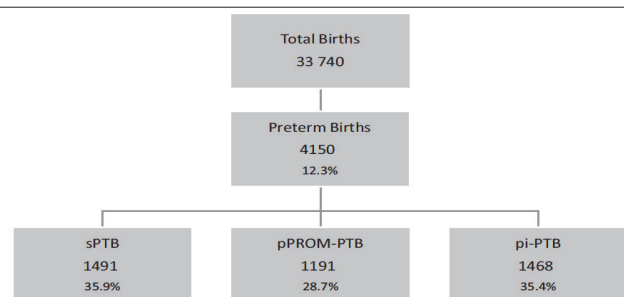 Total Births
33 740
Preterm Births
4150
12.3%
sPTB
1491
35.9%
pPROM-PTB
1191
28.7%
pi-PTB
1468
35.4%